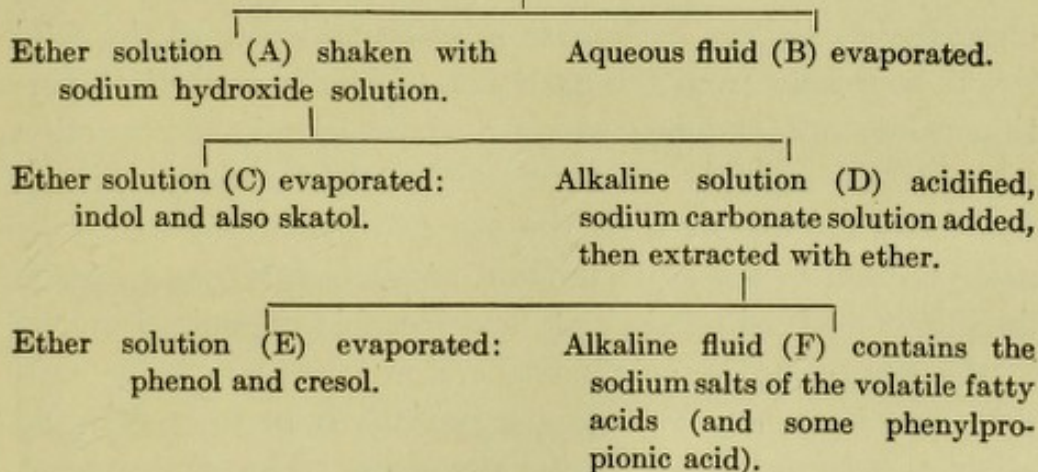 Ether solution (A) shaken with
sodium hydroxide solution.
Aqueous fluid (B) evaporated.
Ether solution (C) evaporated:
indol and also skatol.
Alkaline solution (D) acidified,
sodium carbonate solution added,
then extracted with ether.
Ether solution (E) evaporated:
phenol and cresol.
Alkaline fluid (F) contains the
sodium salts of the volatile fatty
acids (and some phenylpro-
pionic acid).